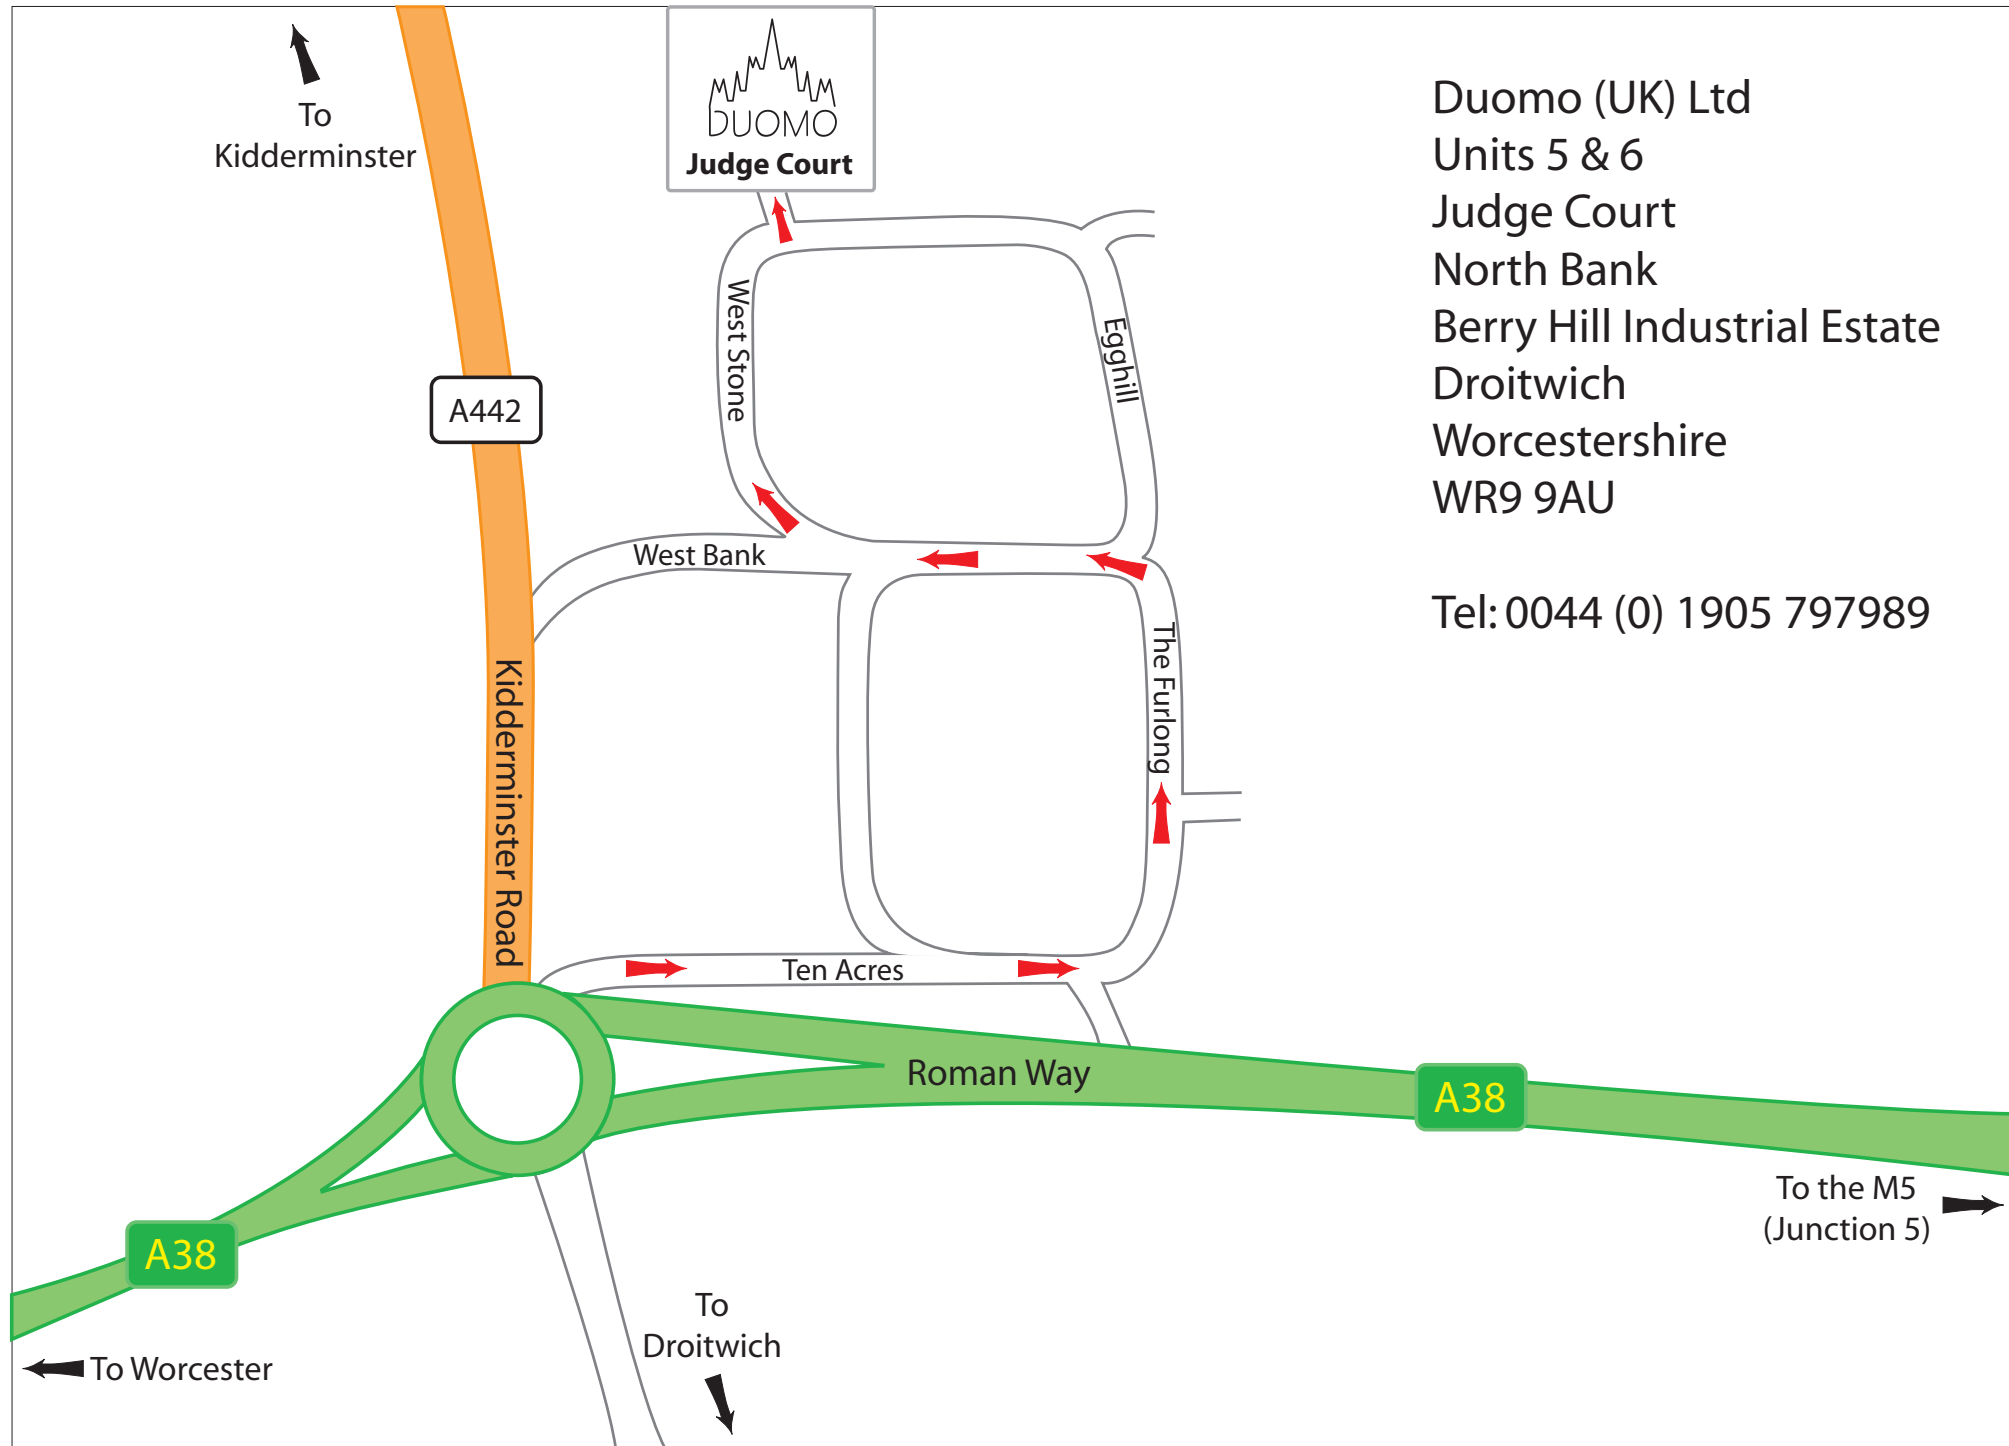 To
Kidderminster
DUOMO
Judge Court
Duomo (UK) Ltd
Units 5 & 6
Judge Court
North Bank
Berry Hill Industrial Estate
Droitwich
Worcestershire
WR9 9AU
Tel: 0044 (0) 1905 797989
West Stone
Egghill
A442
West Bank
The Furlong
Kidderminster Road
Ten Acres
Roman Way
A38
To the M5
(Junction 5)
A38
To
Droitwich
To Worcester